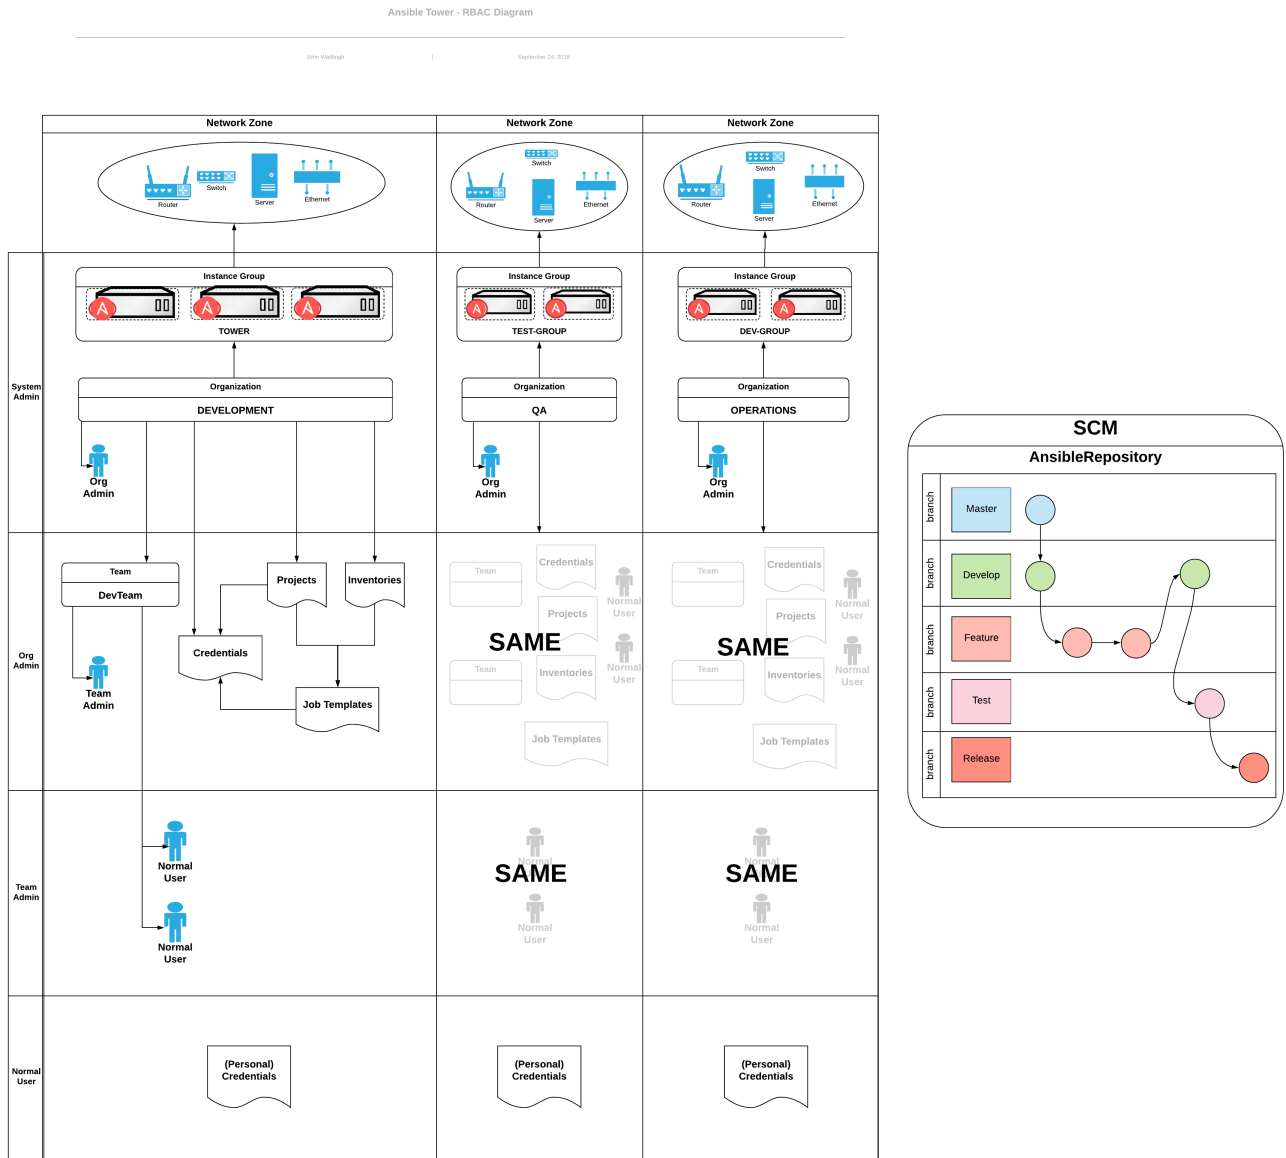 Ansible Tower - RBAC Diagram
John Wadleigh | September 24, 2018
Network Zone
Network Zone
Network Zone
Router
Switch
Server
Ethernet
Switch
Router
Server
Ethernet
Switch
Router
Server
Ethernet
System
Admin
Instance Group
TOWER
Instance Group
TEST-GROUP
Instance Group
DEV-GROUP
Organization
DEVELOPMENT
Organization
QA
Organization
OPERATIONS
Org
Admin
Org
Admin
Org
Admin
Org
Admin
Team
DevTeam
Projects
Inventories
Credentials
Team
Admin
Job Templates
Team
Credentials
Normal
User
Projects
SAME
Team
Normal
User
Inventories
Job Templates
Team
Credentials
Normal
User
Projects
SAME
Team
Normal
User
Inventories
Job Templates
Team
Admin
Normal
User
Normal
User
Normal
User
SAME
Normal
User
Normal
User
SAME
Normal
User
Normal
User
(Personal)
Credentials
(Personal)
Credentials
(Personal)
Credentials
SCM
AnsibleRepository
branch
Master
branch
Develop
branch
Feature
branch
Test
branch
Release